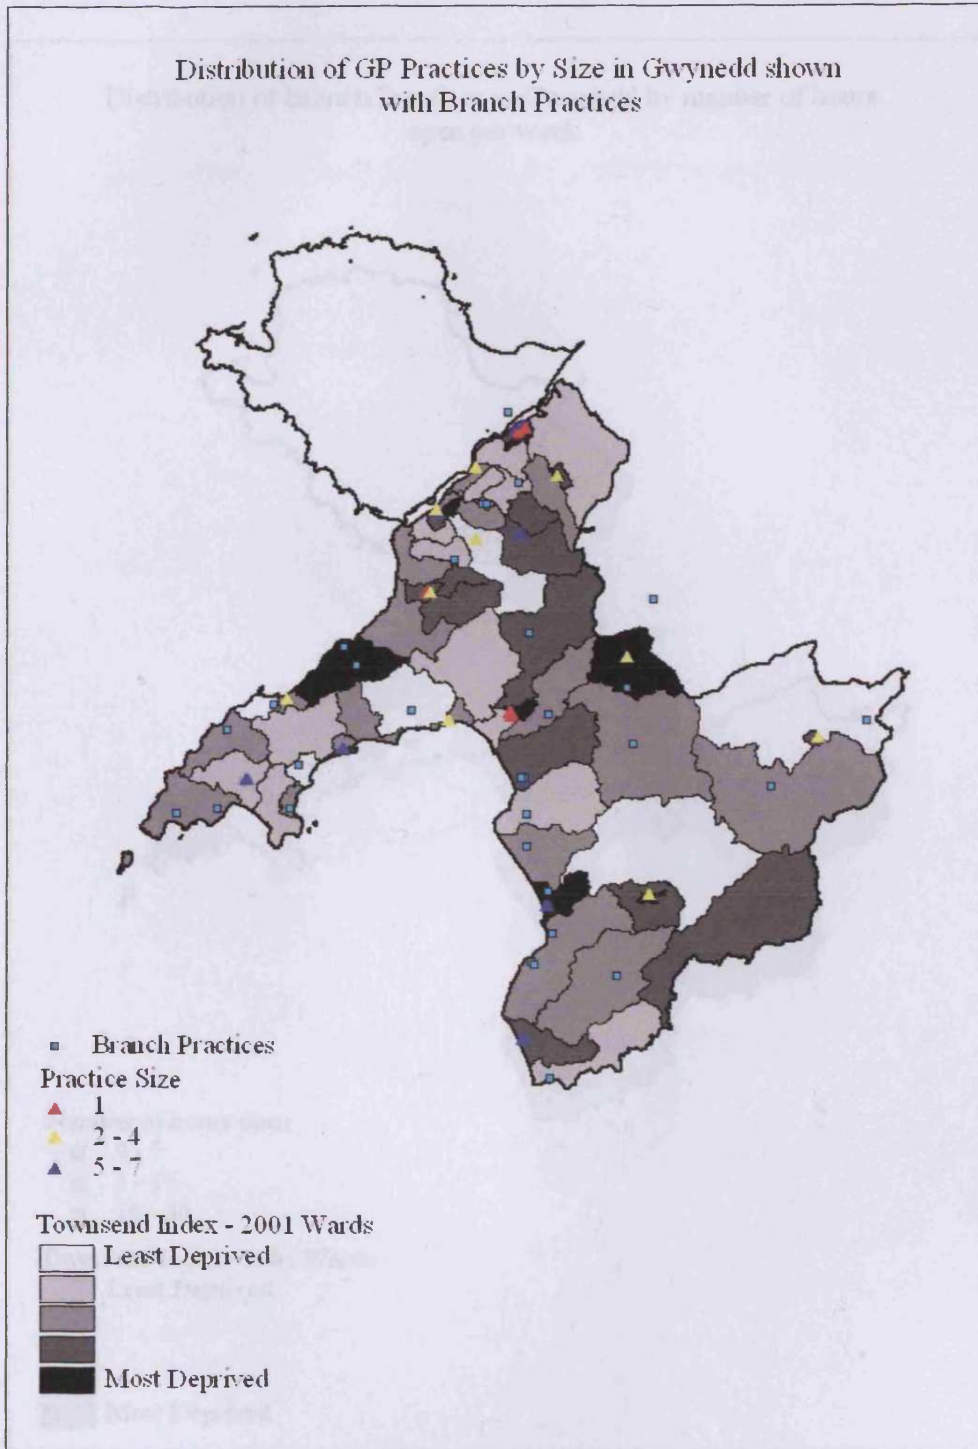 Distribution of GP Practices by Size in Gwynedd shown
with Branch Practices
Branch Practices
Practice Size
1
2 - 4
5 - 7
Townsend Index - 2001 Wards
Least Deprived
Most Deprived